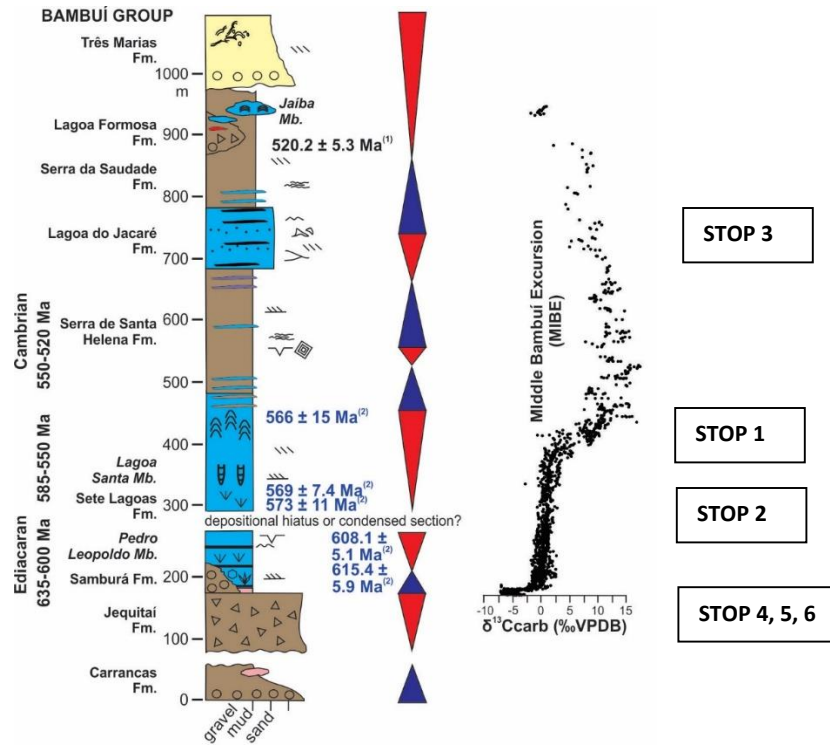 BAMBUÍ GROUP
Três Marias
Fm.
1000
m
Jaiba
Mb.
Lagoa Formosa
Fm.
900
520.2 ± 5.3 Ma(1)
Serra da Saudade
Fm.
800
Lagoa do Jacaré
Fm.
700
STOP 3
Cambrian
550-520 Ma
Serra de Santa
Helena Fm.
600
500
Middle Bambuí Excursion
(MIBE)
585-550 Ma
566 ± 15 Ma(2)
400
STOP 1
Lagoa
Santa Mb.
Sete Lagoas
Fm.
569 ± 7.4 Ma(2)
573 ± 11 Ma(2)
300
STOP 2
depositional hiatus or condensed section?
Ediacaran
635-600 Ma
Pedro
Leopoldo Mb.
608.1 ±
5.1 Ma(2)
Samburá Fm.
200
615.4 ±
5.9 Ma(2)
-10 -5 0 5 10 15
δ13Ccarb (‰VPDB)
Jequitaí
Fm.
100
STOP 4, 5, 6
Carrancas
Fm.
0
gravel
mud
sand